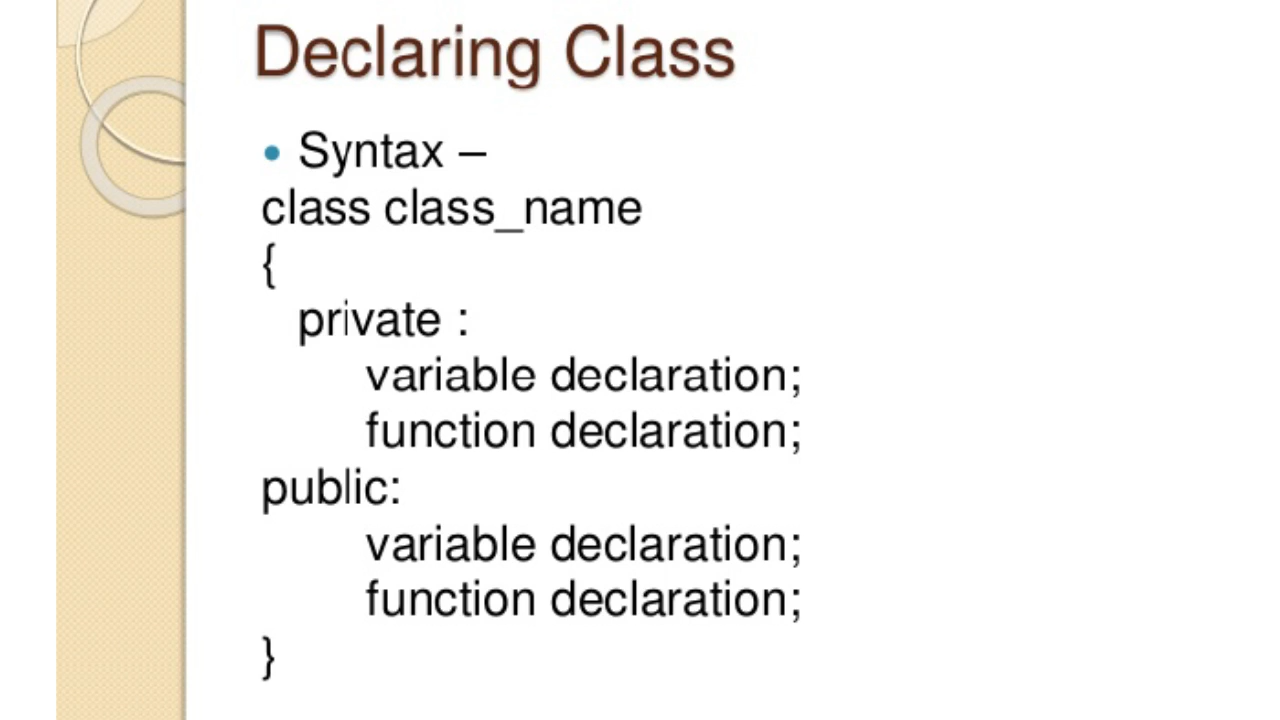 Declaring Class
• Syntax –
class class_name
{
private :
variable declaration;
function declaration;
public:
variable declaration;
function declaration;
}